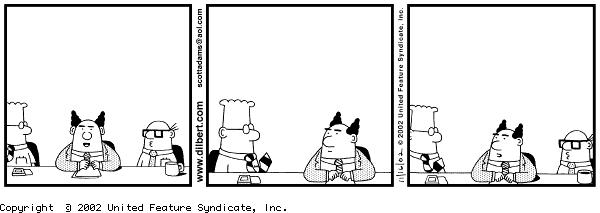 www.dilbert.com
scottadams@aol.com
© 2002 United Feature Syndicate, Inc.
Copyright © 2002 United Feature Syndicate, Inc.